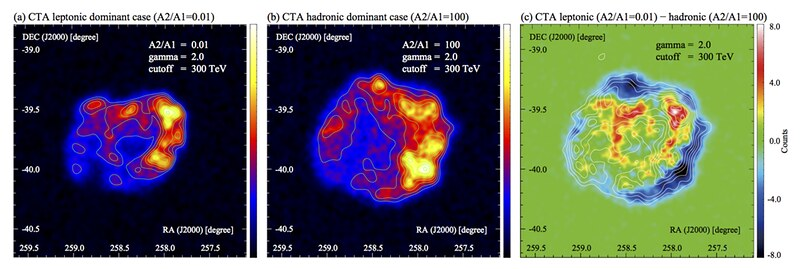 (a) CTA leptonic dominant case (A2/A1=0.01)
DEC (J2000) [degree]
A2/A1 = 0.01
gamma = 2.0
cutoff = 300 TeV
-39.0
-39.5
-40.0
-40.5
RA (J2000) [degree]
259.5 259.0 258.5 258.0 257.5
(b) CTA hadronic dominant case (A2/A1=100)
DEC (J2000) [degree]
A2/A1 = 100
gamma = 2.0
cutoff = 300 TeV
-39.0
-39.5
-40.0
-40.5
RA (J2000) [degree]
259.5 259.0 258.5 258.0 257.5
(c) CTA leptonic (A2/A1=0.01) − hadronic (A2/A1=100)
DEC (J2000) [degree]
gamma = 2.0
cutoff = 300 TeV
-39.0
-39.5
-40.0
-40.5
RA (J2000) [degree]
259.5 259.0 258.5 258.0 257.5
8.0
4.0
0.0
-4.0
-8.0
Counts